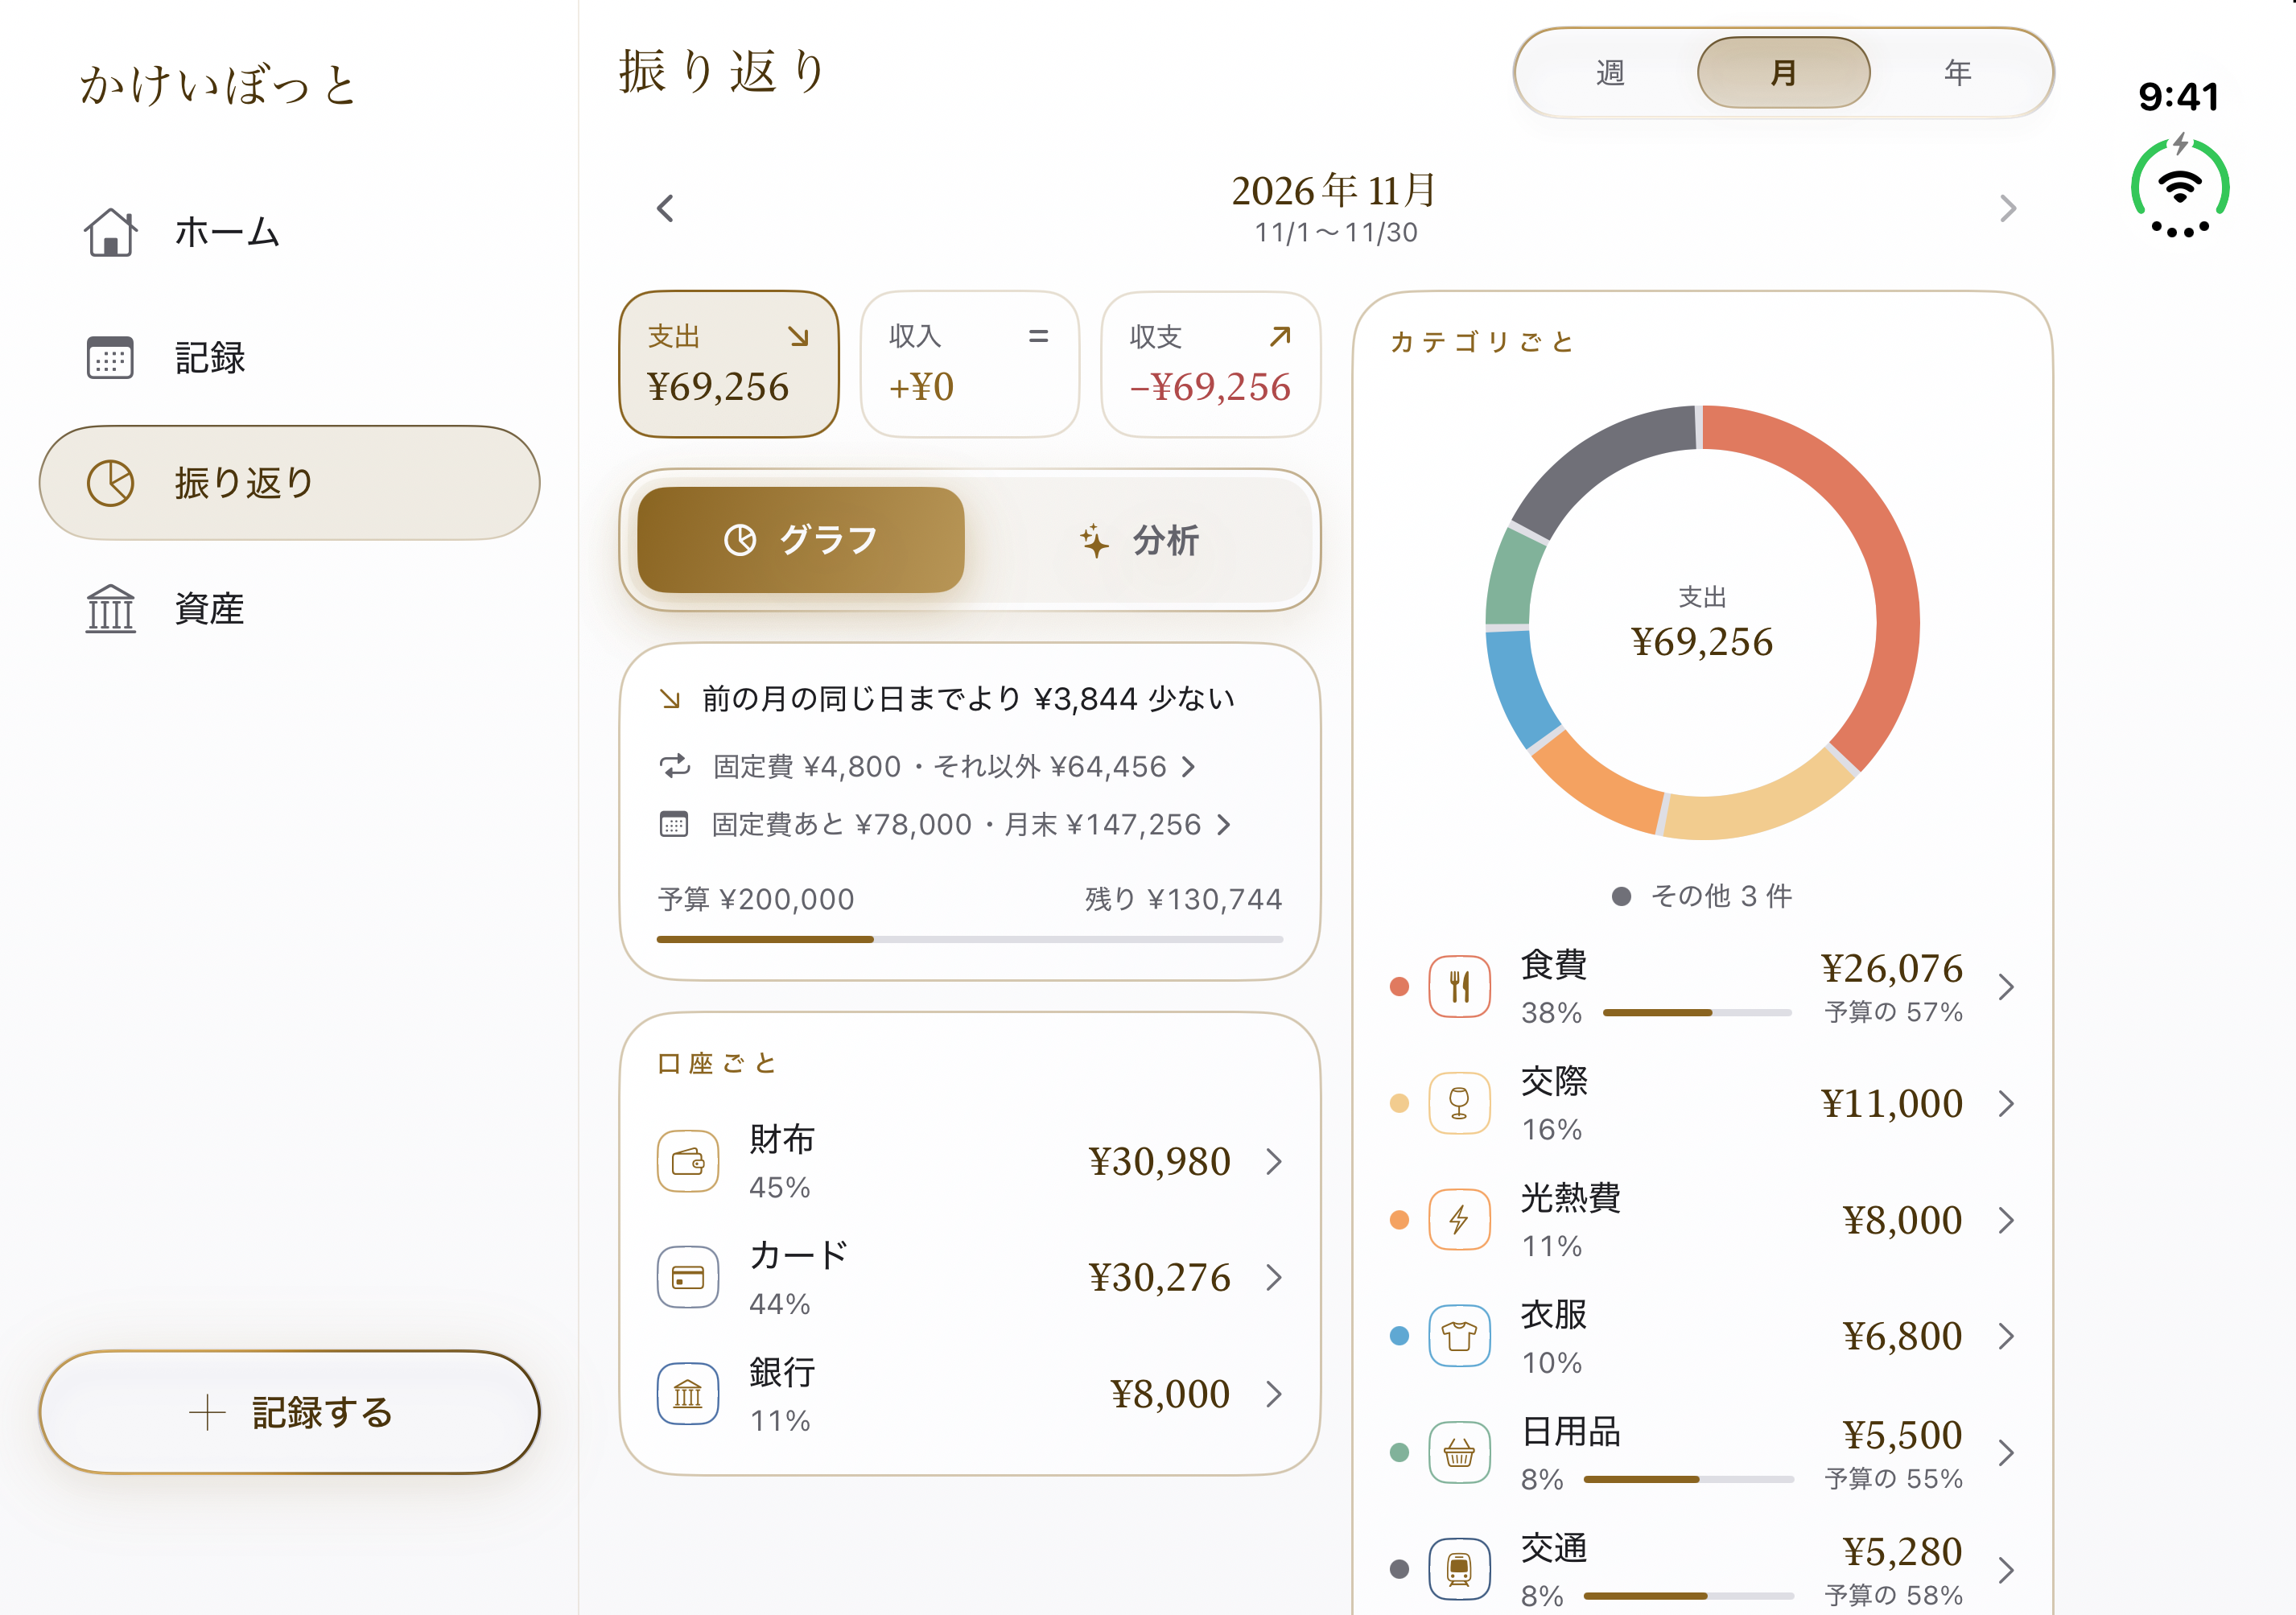 かけいぼっと
ホーム
記録
振り返り
資産
記録する
振り返り
週
月
年
9:41
2026年 11月
11/1～11/30
支出
¥69,256
収入
=
+¥0
収支
−¥69,256
グラフ
分析
前の月の同じ日までより ¥3,844 少ない
固定費 ¥4,800・それ以外 ¥64,456
固定費あと ¥78,000・月末 ¥147,256
予算 ¥200,000
残り ¥130,744
口座ごと
財布
45%
¥30,980
カード
44%
¥30,276
銀行
11%
¥8,000
カテゴリごと
支出
¥69,256
その他 3 件
食費
38%
¥26,076
予算の 57%
交際
16%
¥11,000
光熱費
11%
¥8,000
衣服
10%
¥6,800
日用品
8%
¥5,500
予算の 55%
交通
8%
¥5,280
予算の 58%